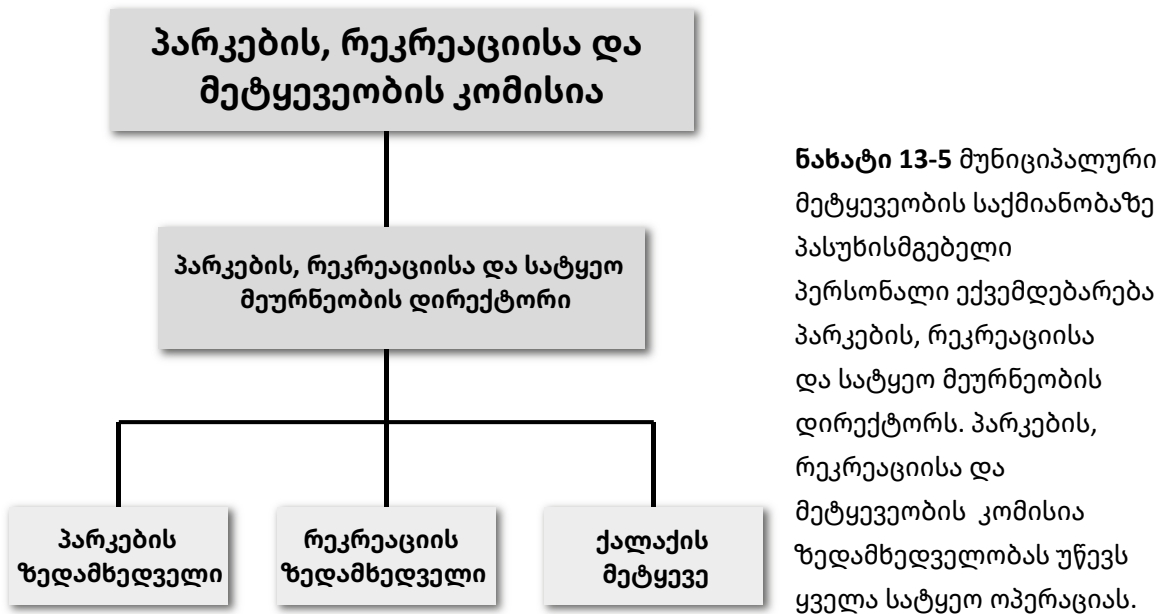 პარკების, რეკრეაციისა და
მეტყევეობის კომისია
პარკების, რეკრეაციისა და სატყეო
მეურნეობის დირექტორი
პარკების
ზედამხედველი
რეკრეაციის
ზედამხედველი
ქალაქის
მეტყევე
ნახატი 13-5 მუნიციპალური
მეტყევეობის საქმიანობაზე
პასუხისმგებელი
პერსონალი ექვემდებარება
პარკების, რეკრეაციისა
და სატყეო მეურნეობის
დირექტორს. პარკების,
რეკრეაციისა და
მეტყევეობის კომისია
ზედამხედველობას უწევს
ყველა სატყეო ოპერაციას.